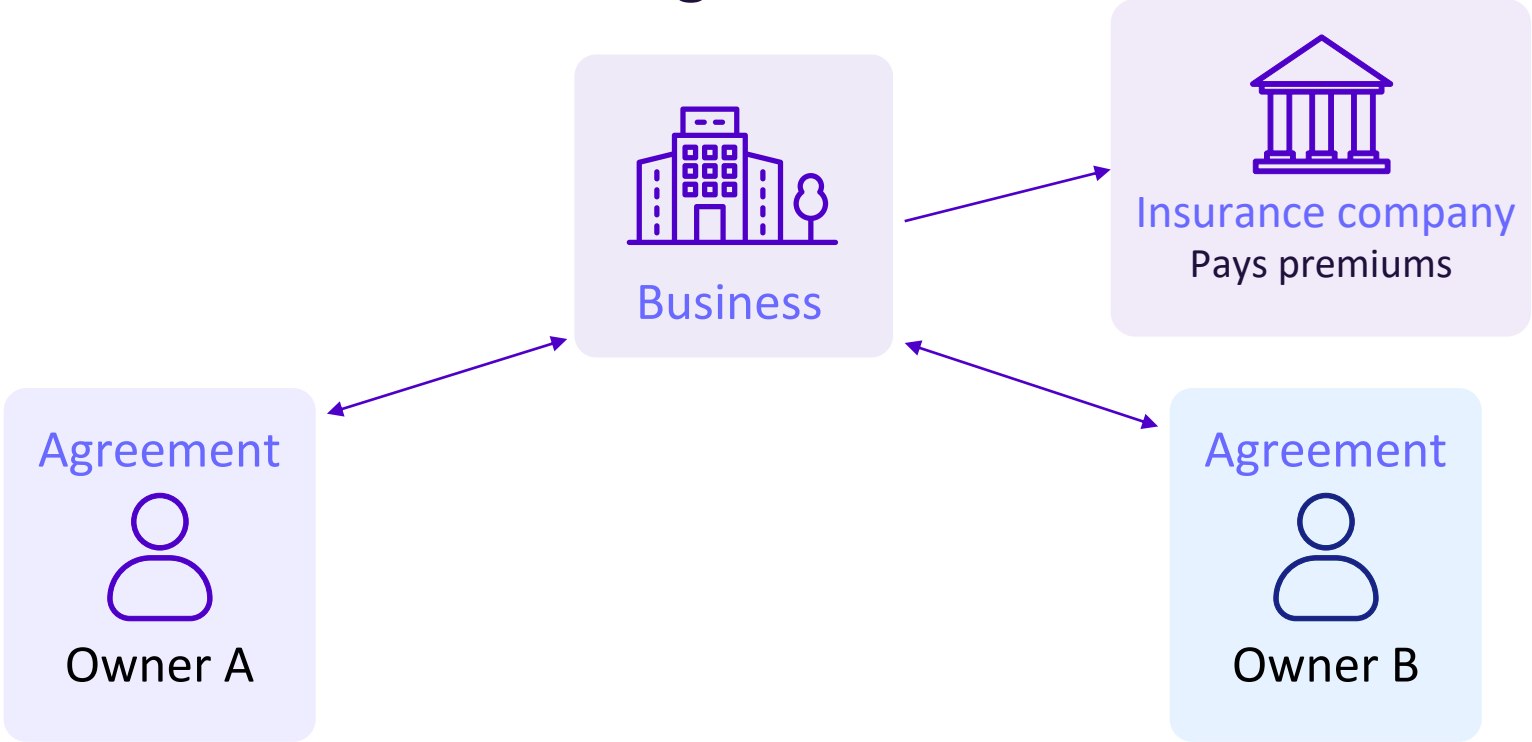 Insurance company
Pays premiums
Business
Agreement
Owner A
Agreement
Owner B